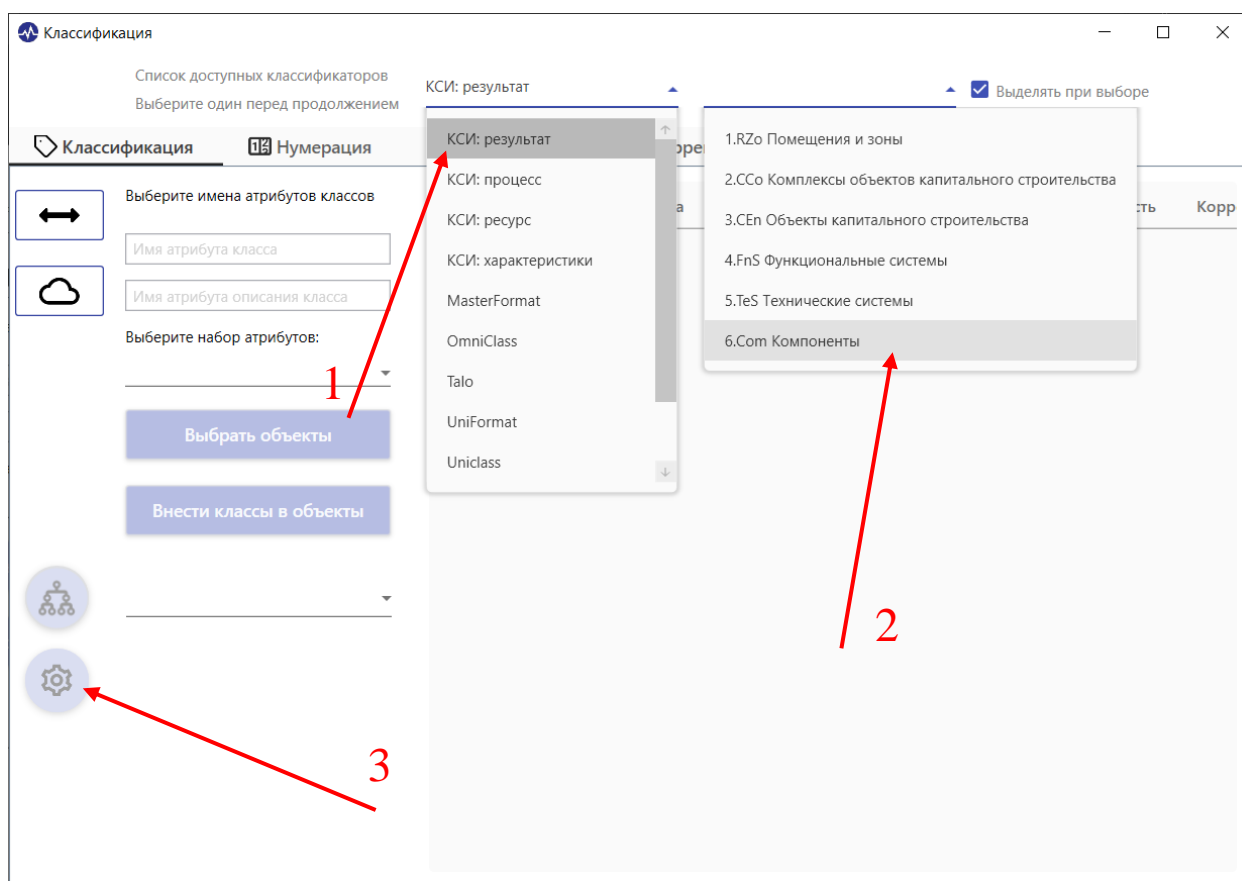 Классификация
Список доступных классификаторов
Выберите один перед продолжением
КСИ: результат
Выделять при выборе
Классификация
Нумерация
КСИ: результат
КСИ: процесс
КСИ: ресурс
КСИ: характеристики
MasterFormat
OmniClass
Talo
UniFormat
Uniclass
1.RZo Помещения и зоны
2.CCo Комплексы объектов капитального строительства
3.CEn Объекты капитального строительства
4.FnS Функциональные системы
5.TeS Технические системы
6.Com Компоненты
Выберите имена атрибутов классов
Имя атрибута класса
Имя атрибута описания класса
Выберите набор атрибутов:
Выбрать объекты
Внести классы в объекты
1
2
3